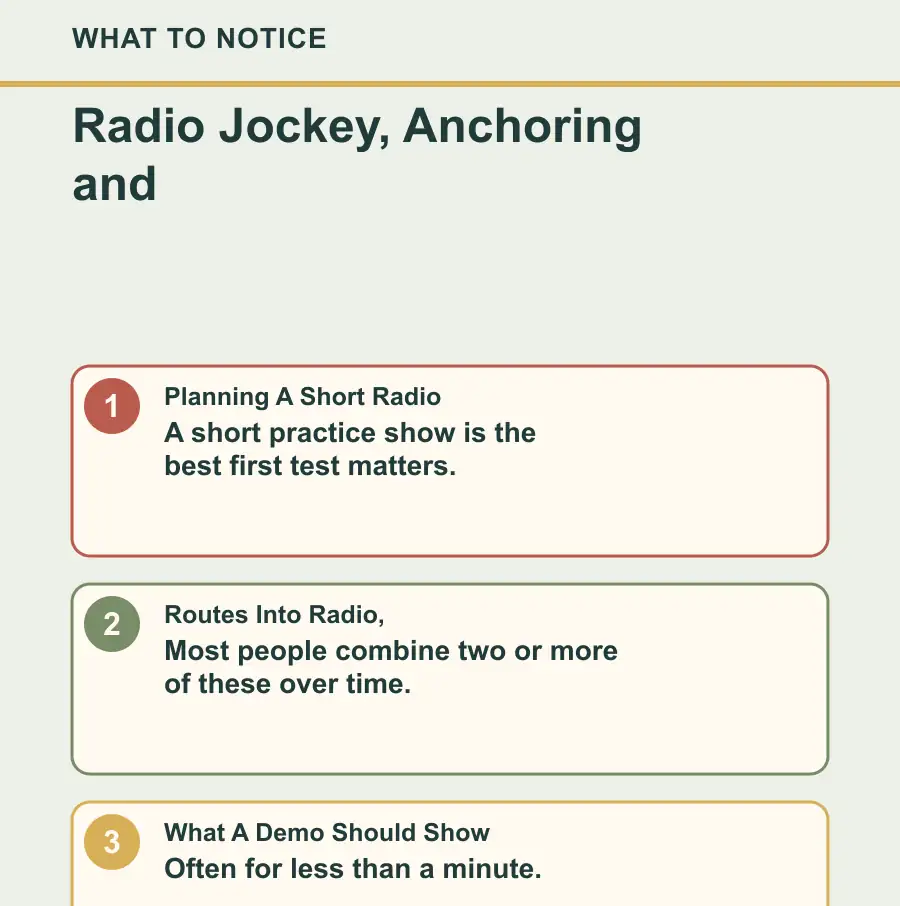 WHAT TO NOTICE
Radio Jockey, Anchoring
and
1
Planning A Short Radio
A short practice show is the
best first test matters.
2
Routes Into Radio,
Most people combine two or more
of these over time.
3
What A Demo Should Show
Often for less than a minute.